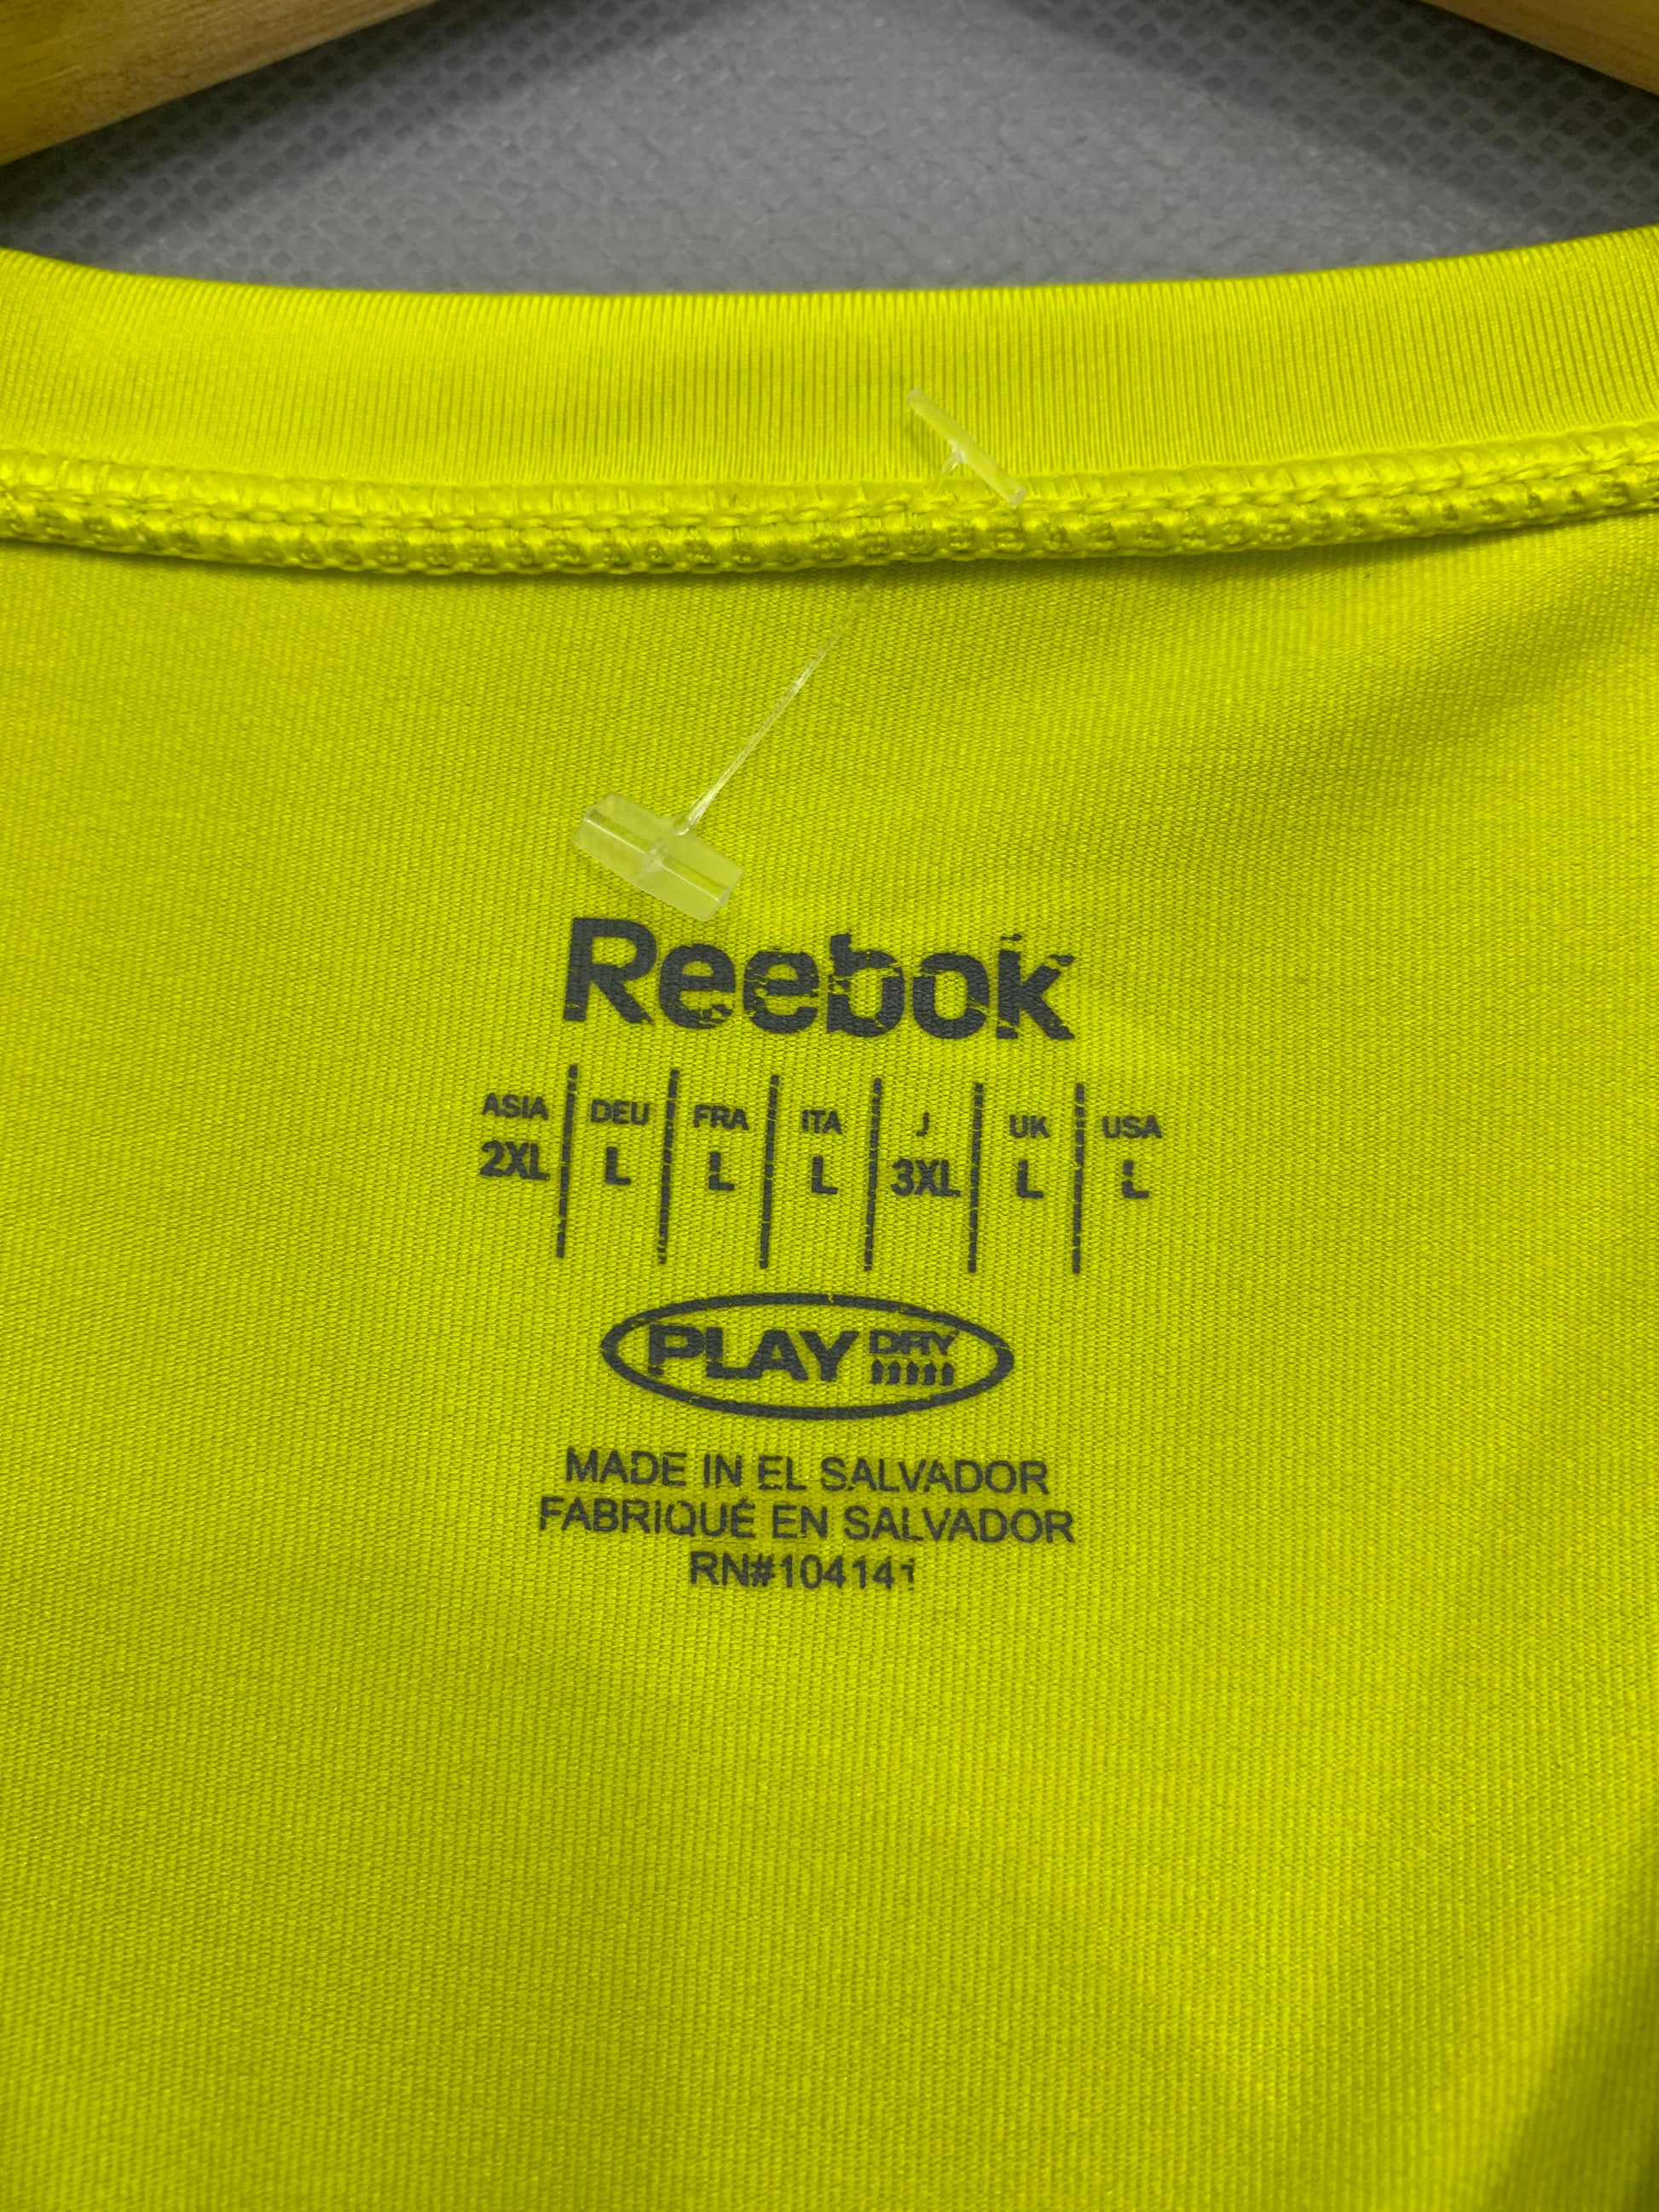 Reebok
ASIA DEU FRA ITA J UK USA
2XL L L L 3XL L L
PLAY DRY
MADE IN EL SALVADOR
FABRIQUÉ EN SALVADOR
RN#104141